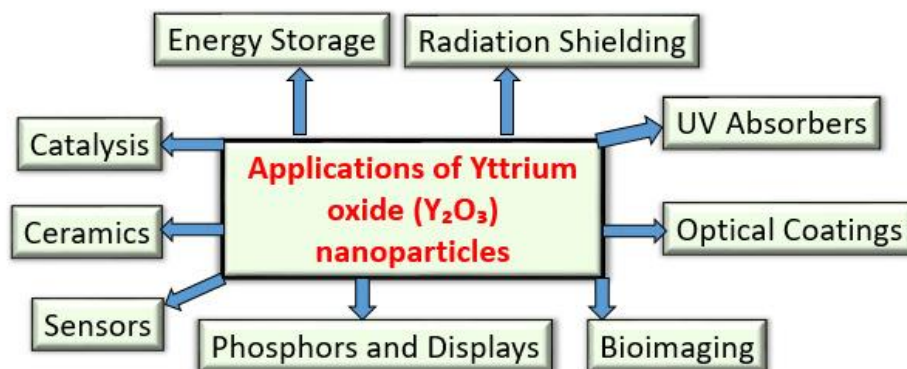 Energy Storage
Radiation Shielding
Catalysis
UV Absorbers
Applications of Yttrium
oxide (Y₂O₃)
nanoparticles
Ceramics
Optical Coatings
Sensors
Phosphors and Displays
Bioimaging